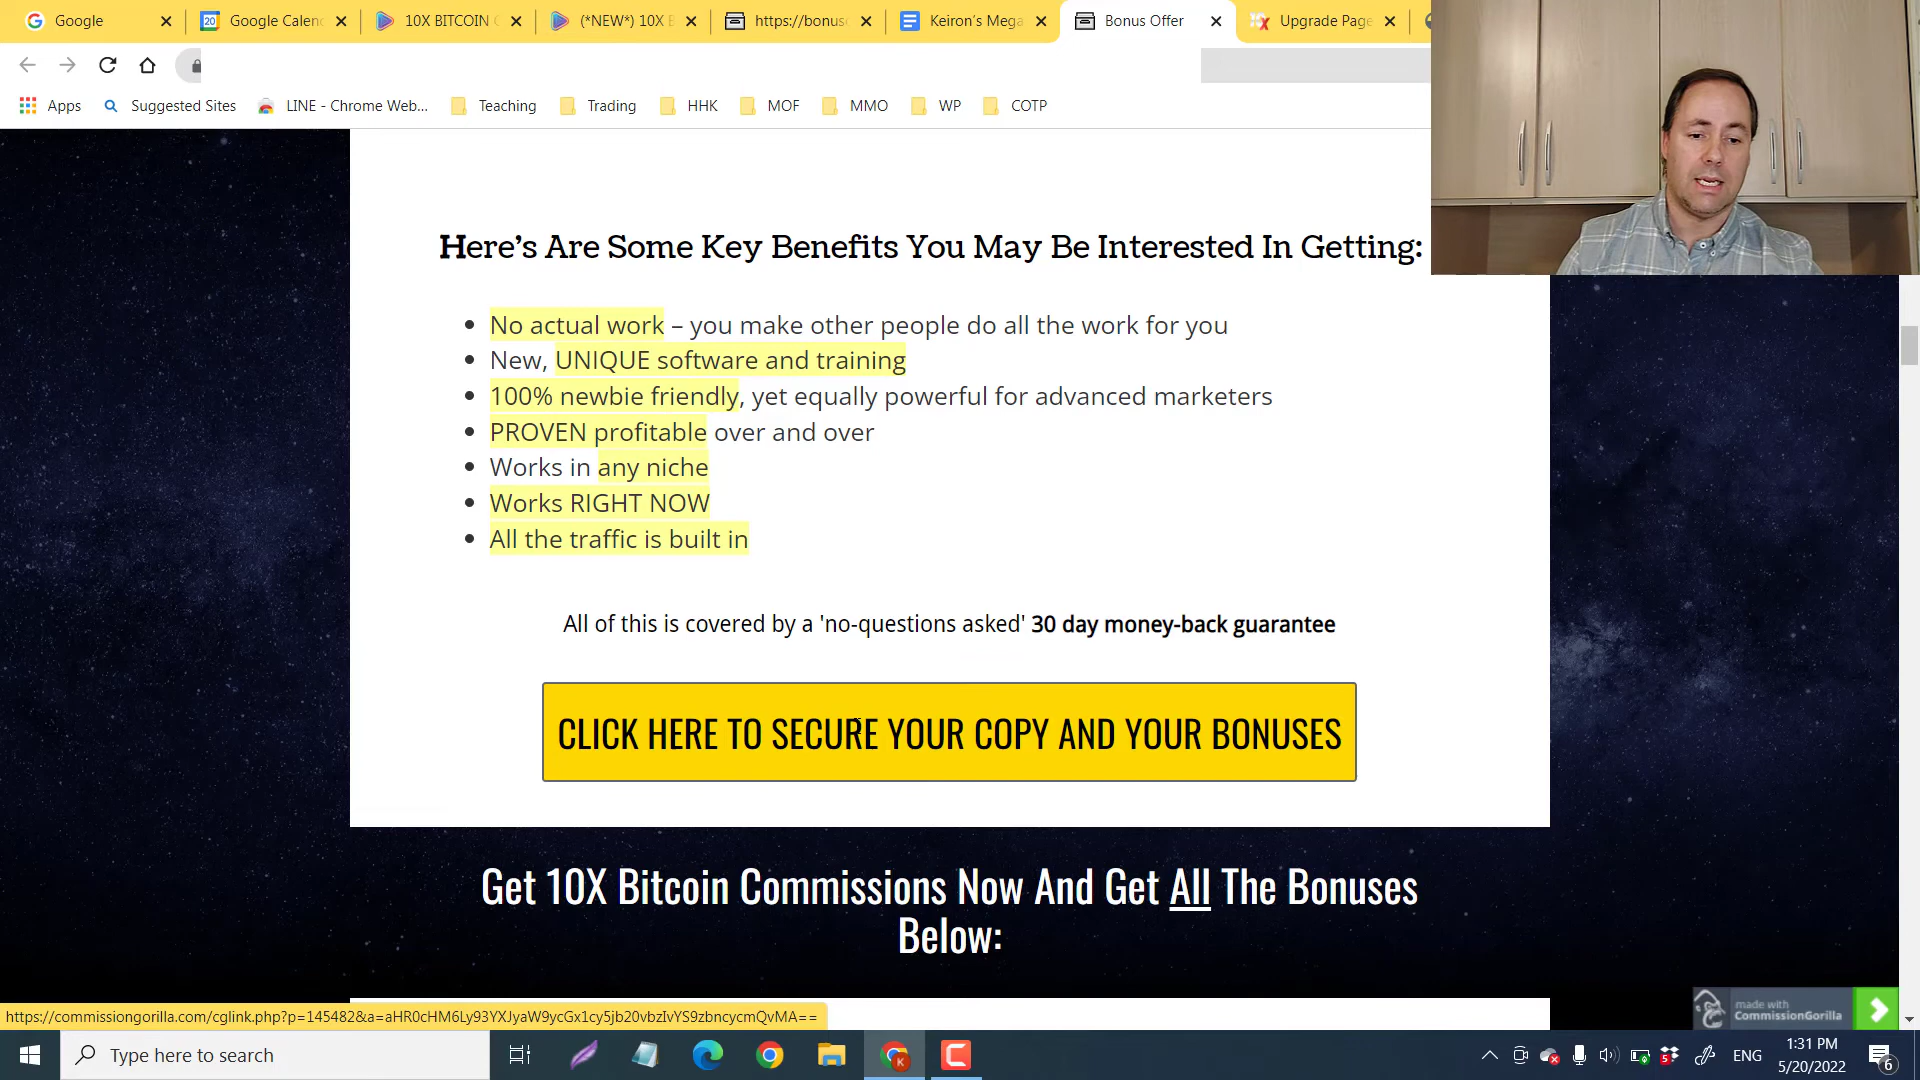 Google
Google Calen
10X BITCOIN C
(*NEW*) 10X B
https://bonus
Keiron's Mega
Bonus Offer
Upgrade Page
Apps
Suggested Sites
LINE - Chrome Web...
Teaching
Trading
HHK
MOF
MMO
WP
COTP
Here's Are Some Key Benefits You May Be Interested In Getting:
No actual work – you make other people do all the work for you
New, UNIQUE software and training
100% newbie friendly, yet equally powerful for advanced marketers
PROVEN profitable over and over
Works in any niche
Works RIGHT NOW
All the traffic is built in
All of this is covered by a 'no-questions asked' 30 day money-back guarantee
CLICK HERE TO SECURE YOUR COPY AND YOUR BONUSES
Get 10X Bitcoin Commissions Now And Get All The Bonuses
Below:
made with
CommissionGorilla
https://commissiongorilla.com/cglink.php?p=145482&a=aHR0cHM6Ly93YXJyaW9ycGx1cy5jb20vbzIvYS9zbncycmQvMA==
Type here to search
ENG
1:31 PM
5/20/2022
6